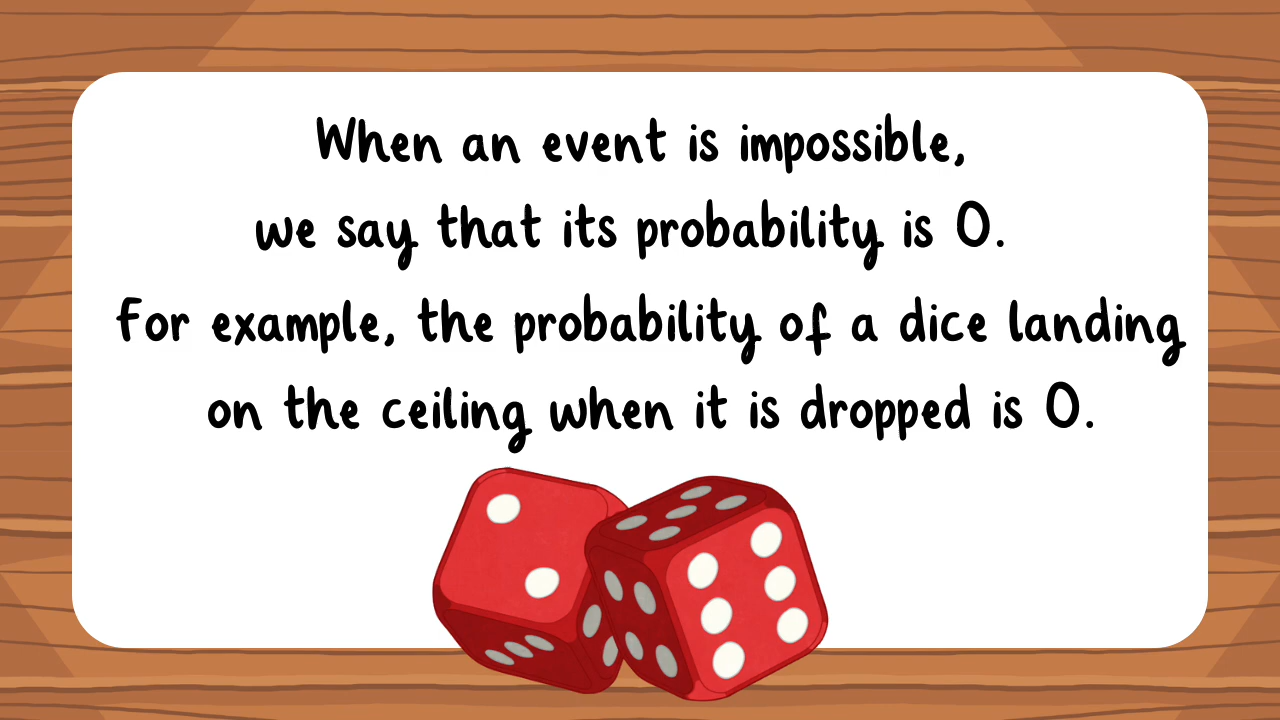 When an event is impossible,
we say that its probability is 0.
For example, the probability of a dice landing
on the ceiling when it is dropped is 0.